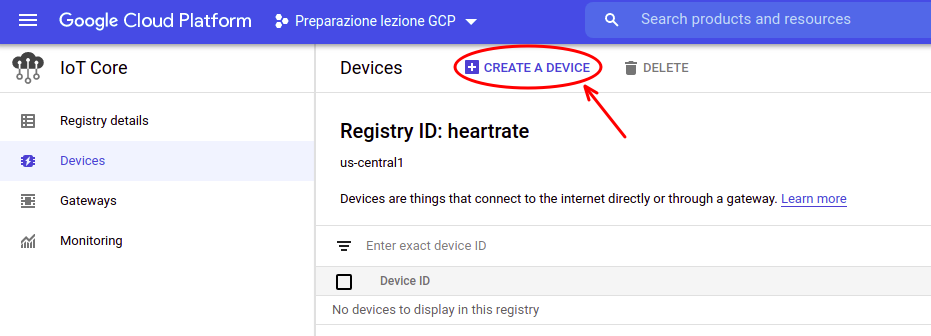 Google Cloud Platform
Preparazione lezione GCP
Search products and resources
IoT Core
Devices
CREATE A DEVICE
DELETE
Registry details
Devices
Gateways
Monitoring
Registry ID: heartrate
us-central1
Devices are things that connect to the internet directly or through a gateway. Learn more
Enter exact device ID
Device ID
No devices to display in this registry